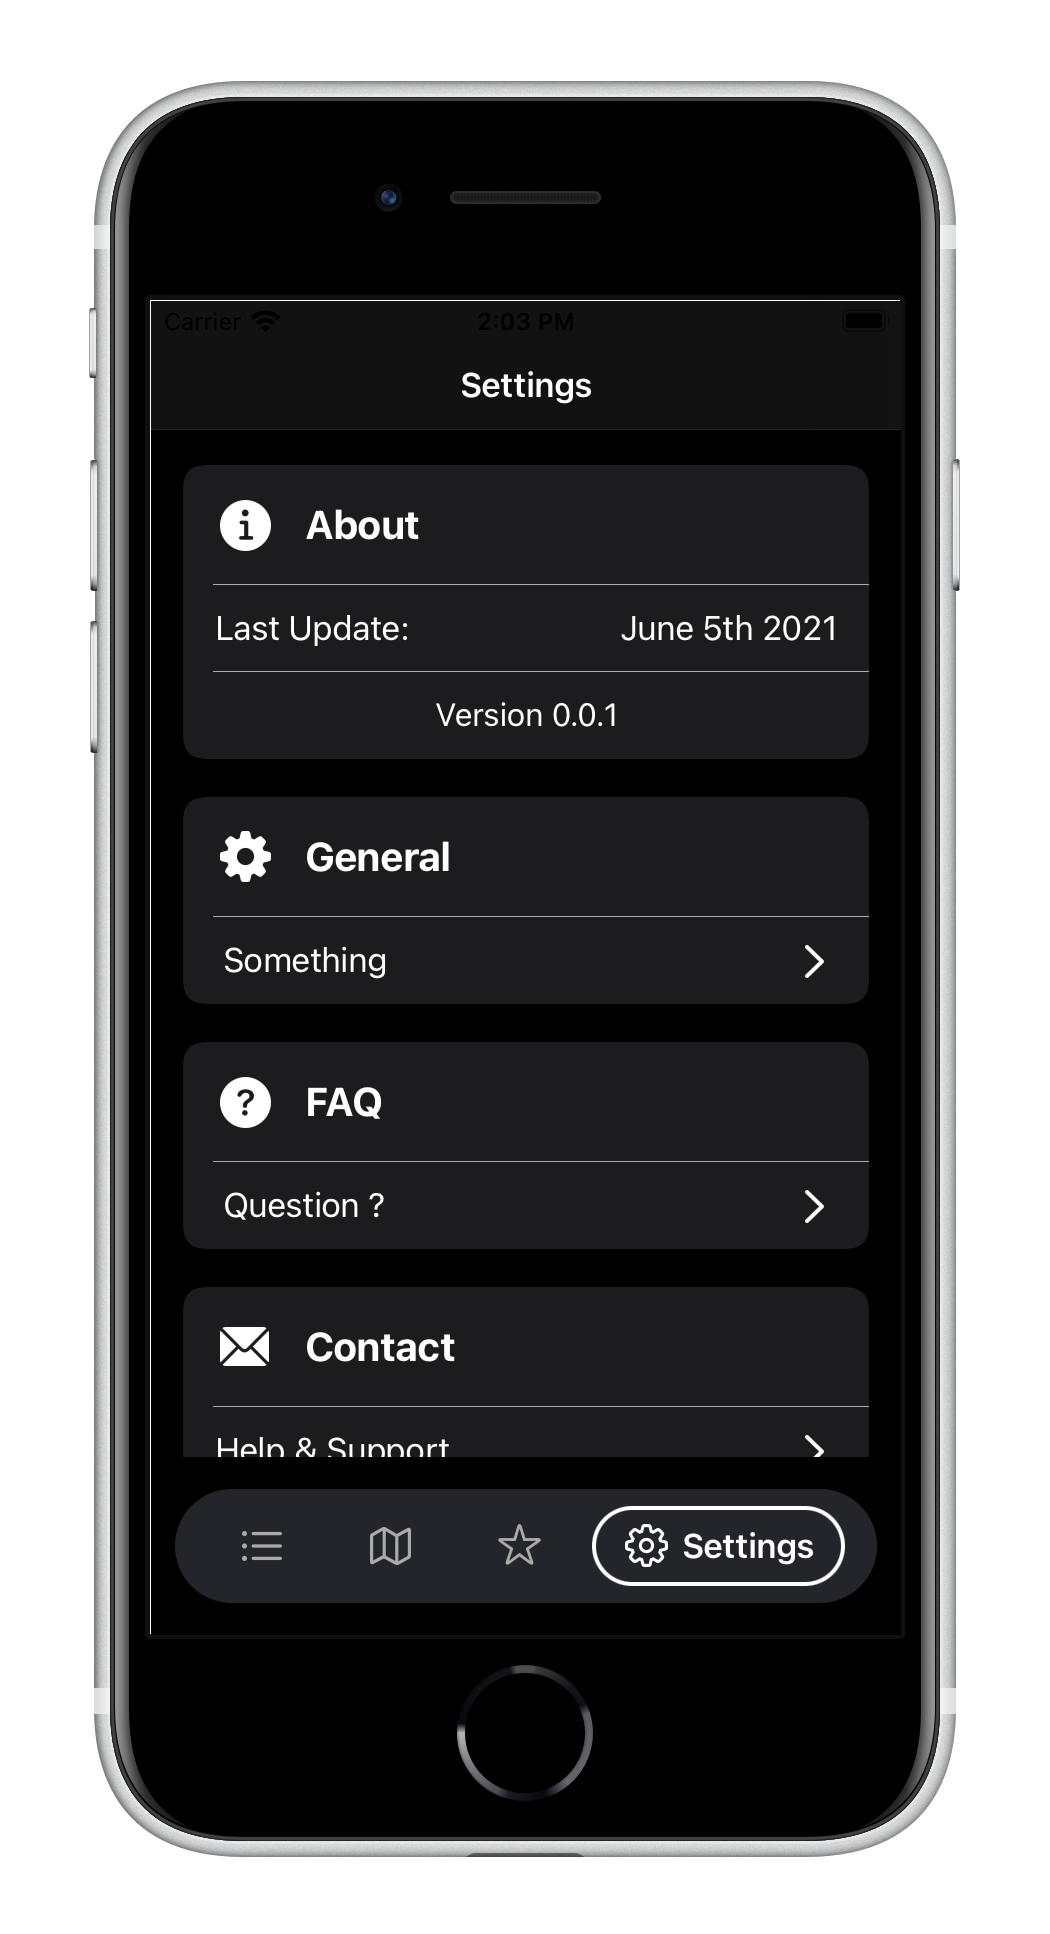 Carrier 2:03 PM
Settings
About
Last Update: June 5th 2021
Version 0.0.1
General
Something
FAQ
Question ?
Contact
Help & Support
Settings